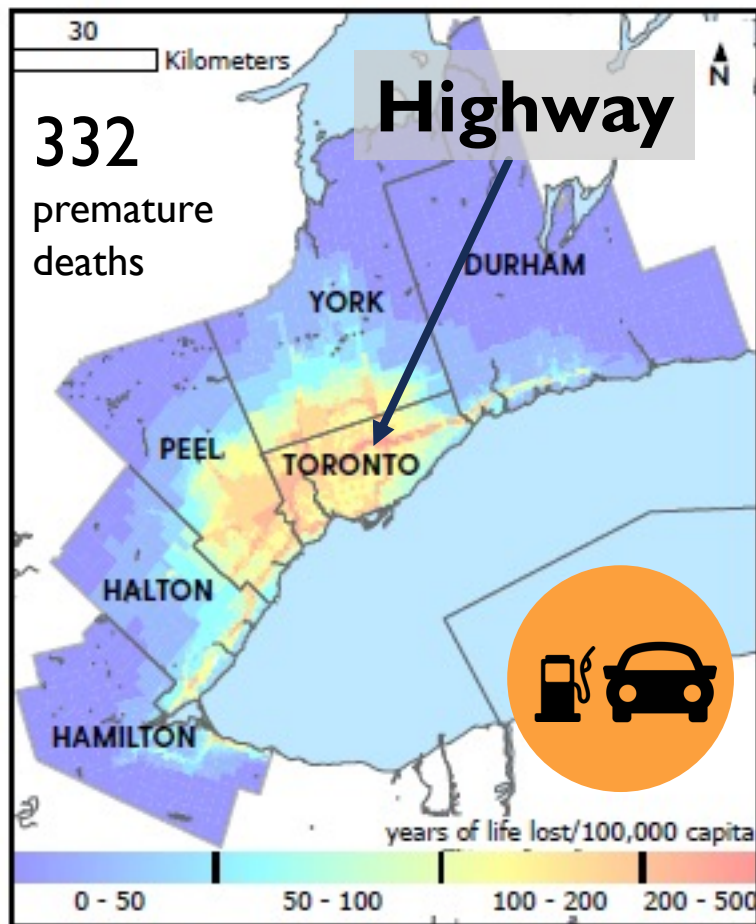 30
Kilometers
N
Highway
332
premature
deaths
DURHAM
YORK
PEEL
TORONTO
HALTON
HAMILTON
years of life lost/100,000 capita
0 - 50
50 - 100
100 - 200
200 - 500